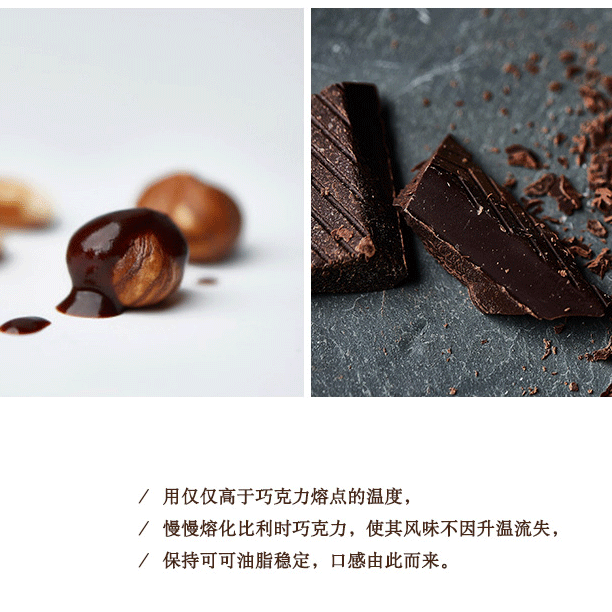 / 用仅仅高于巧克力熔点的温度，
/ 慢慢熔化比利时巧克力，使其风味不因升温流失，
/ 保持可可油脂稳定，口感由此而来。